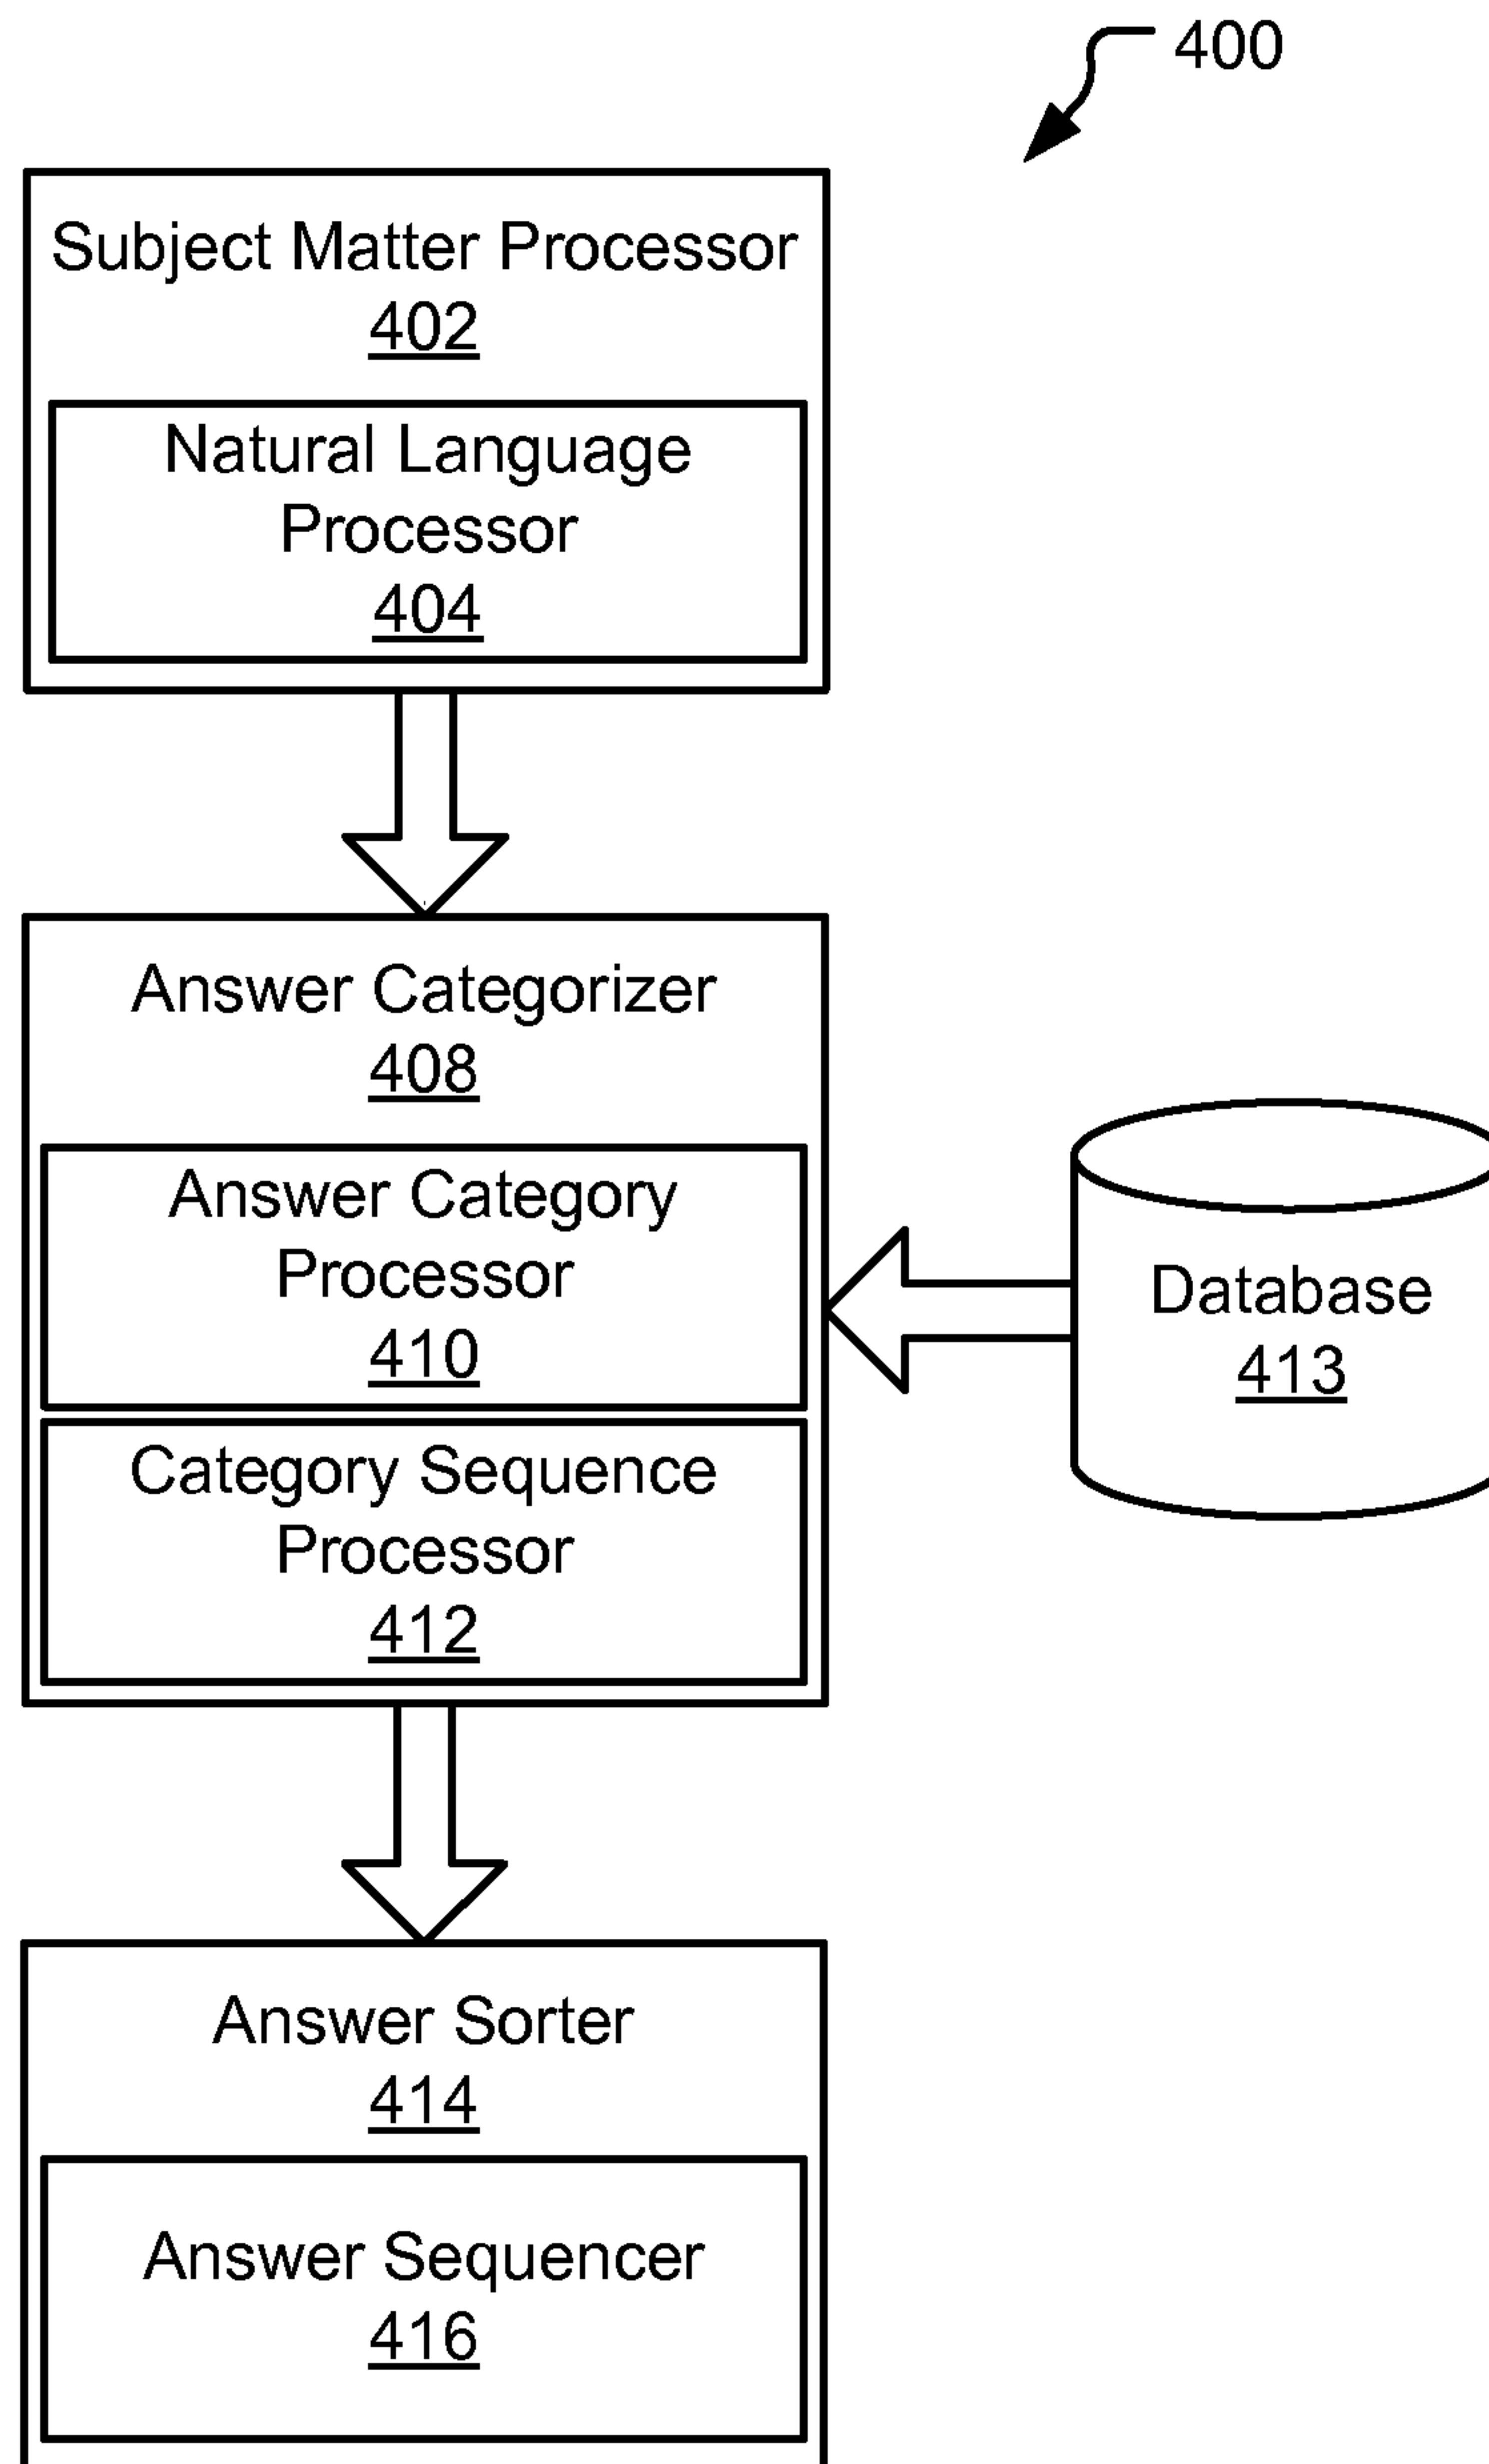 400
Subject Matter Processor
402
Natural Language
Processor
404
Answer Categorizer
408
Answer Category
Processor
410
Category Sequence
Processor
412
Database
413
Answer Sorter
414
Answer Sequencer
416